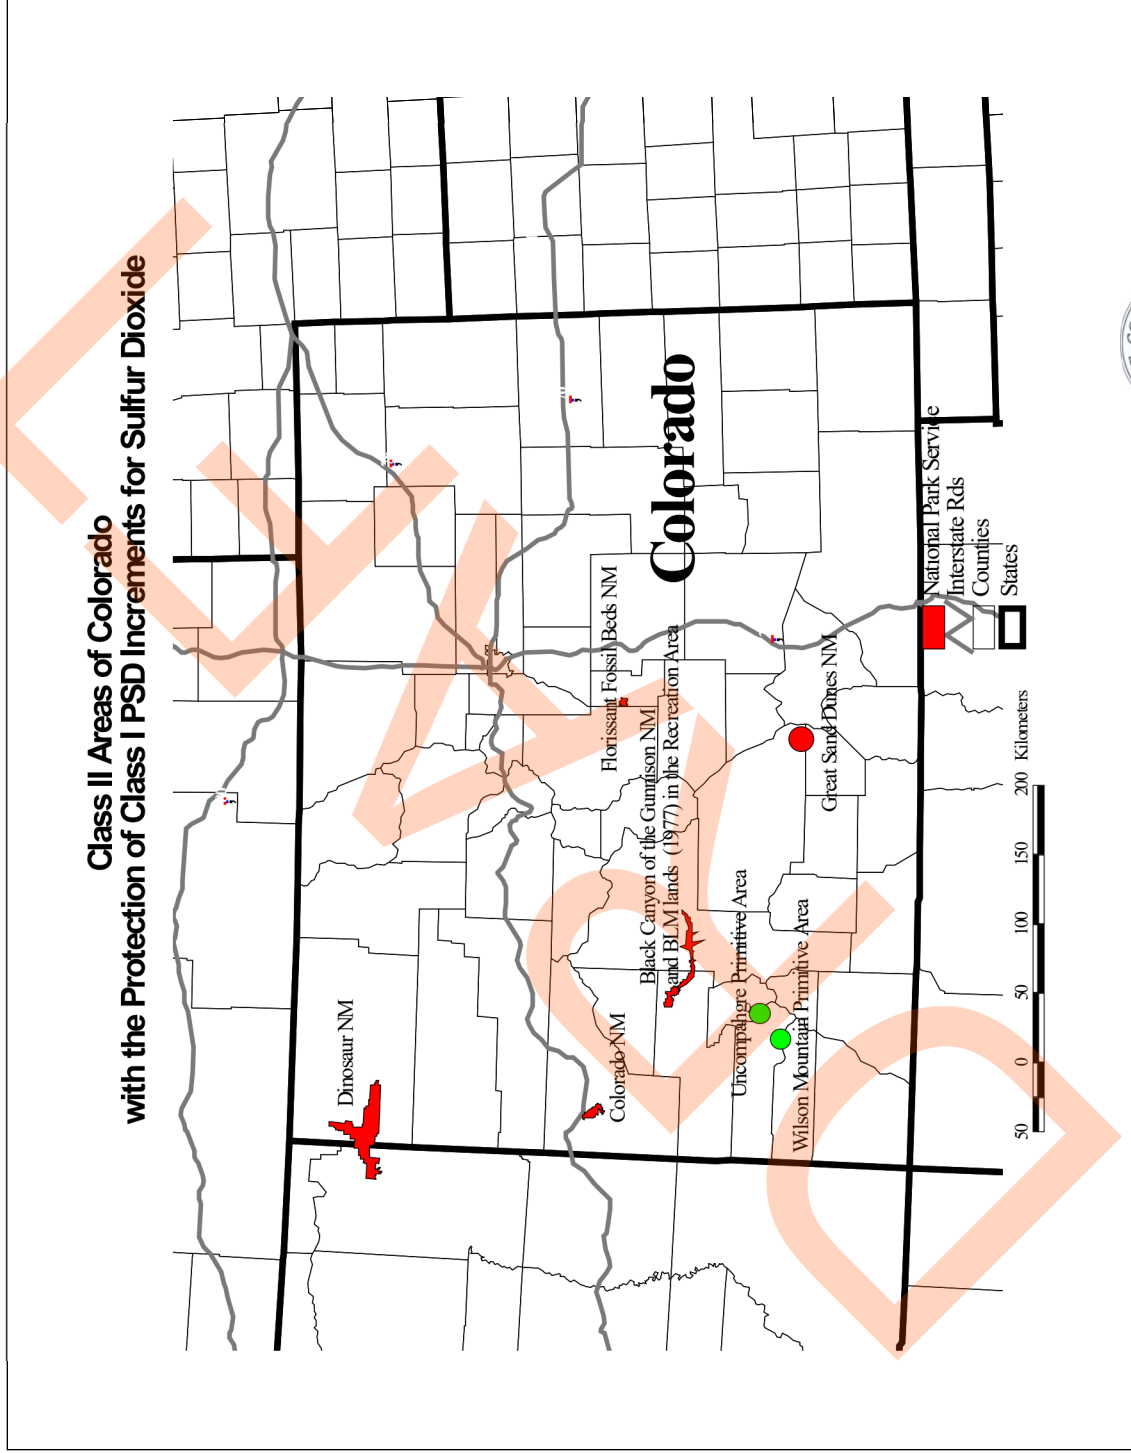 Class II Areas of Colorado
with the Protection of Class I PSD Increments for Sulfur Dioxide
Dinosaur NM
Colorado NM
Florissant Fossil Beds NM
Black Canyon of the Gunnison NM
and BLM lands (1977) in the Recreation Area
Colorado
Uncompahgre Primitive Area
Wilson Mountain Primitive Area
Great Sand Dunes NM
National Park Service
Interstate Rds
Counties
States
50 0 50 100 150 200 Kilometers
DRAFT